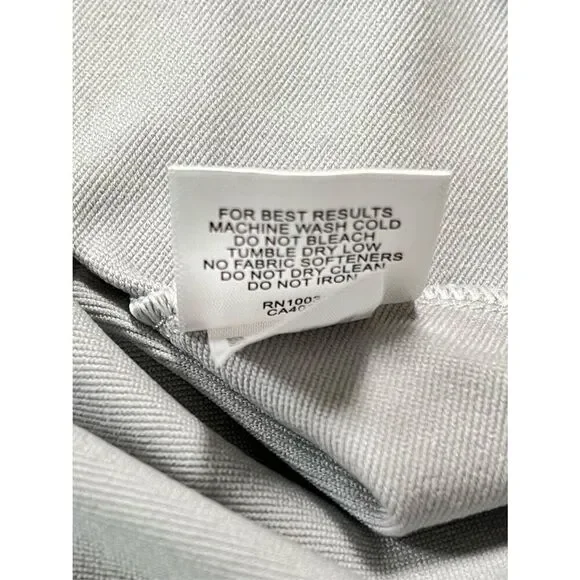 FOR BEST RESULTS
MACHINE WASH COLD
DO NOT BLEACH
TUMBLE DRY LOW
NO FABRIC SOFTENERS
DO NOT DRY CLEAN
DO NOT IRON